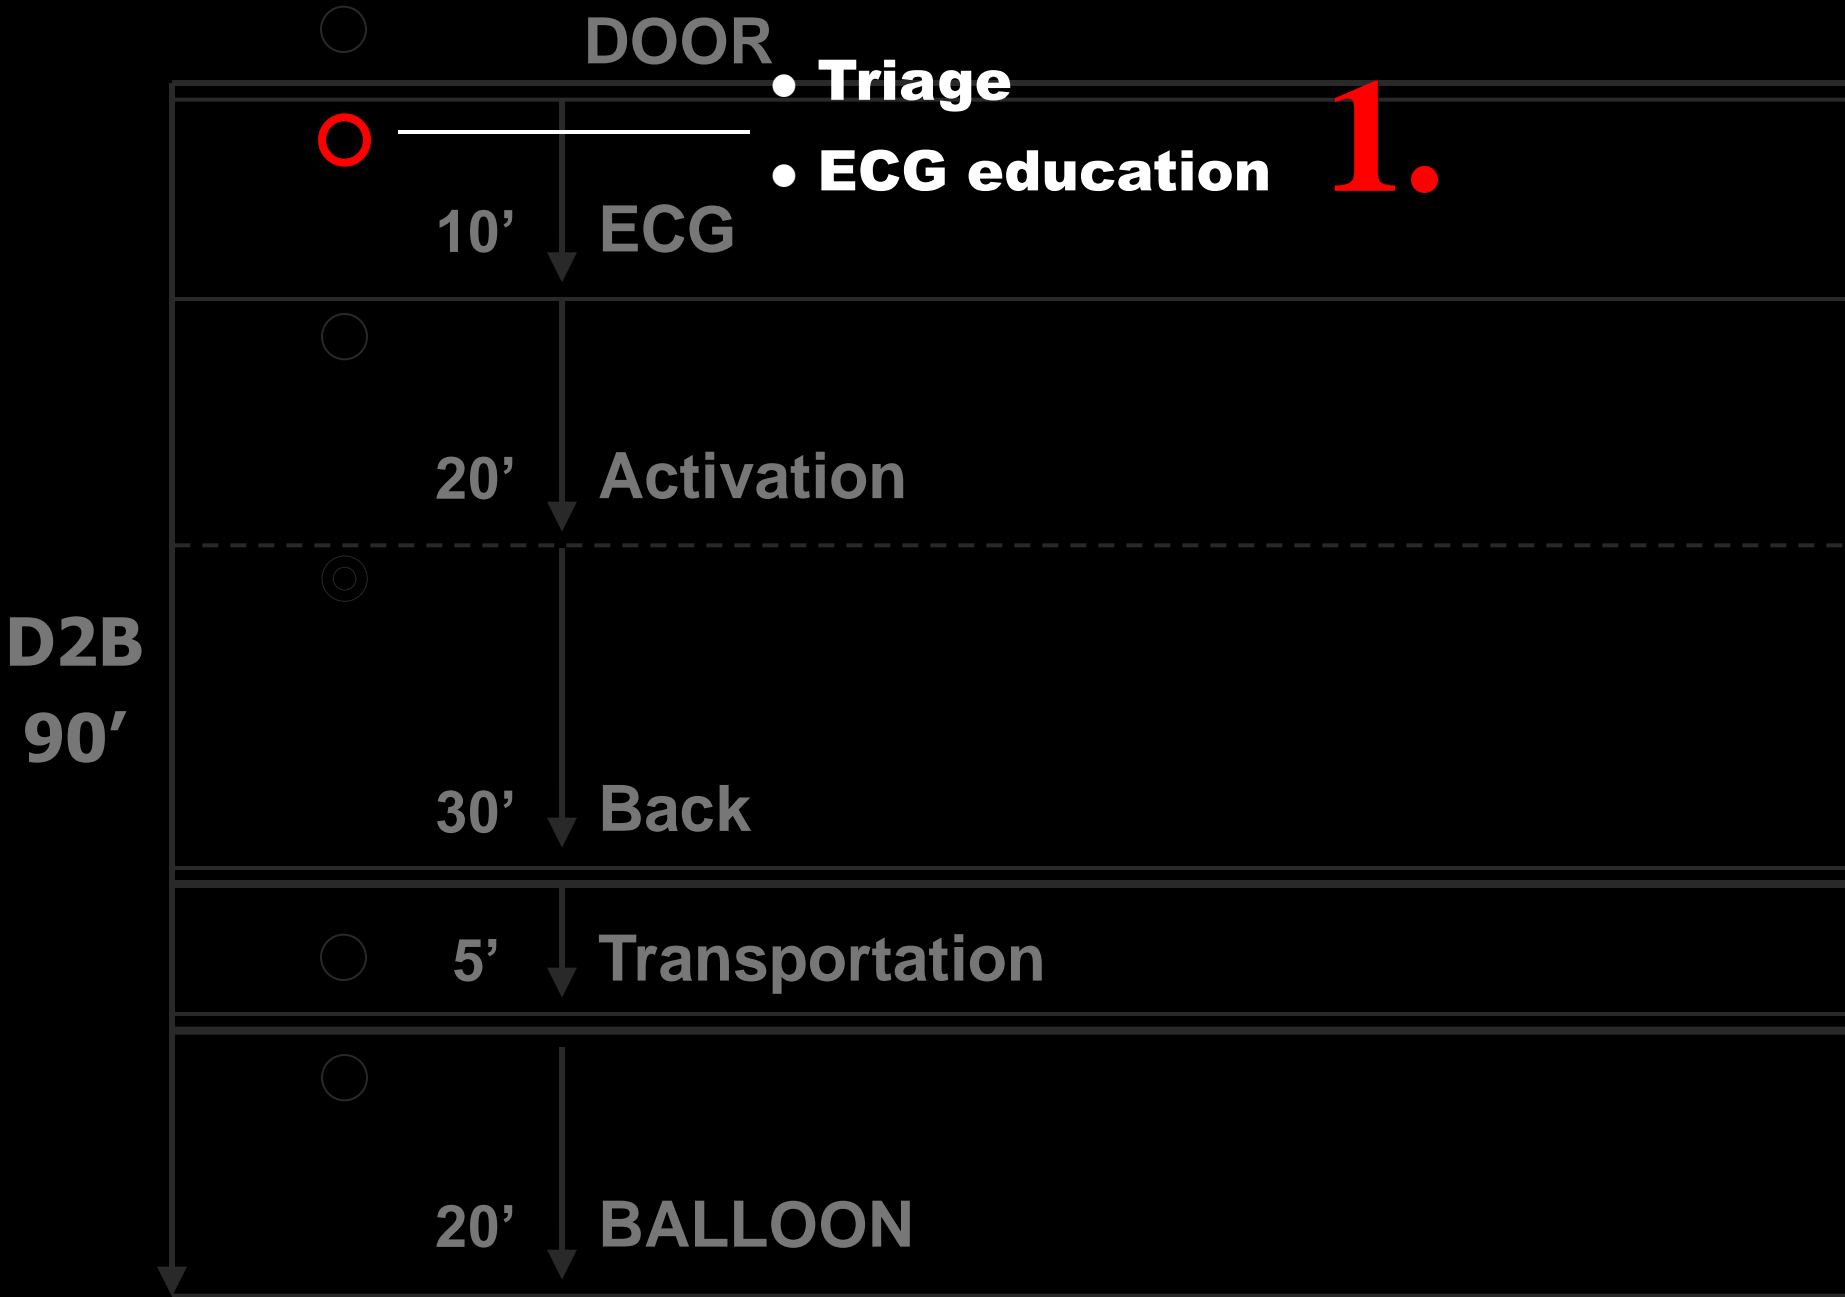 DOOR
• Triage
• ECG education
1.
10’ ECG
20’ Activation
D2B
90’
30’ Back
5’ Transportation
20’ BALLOON